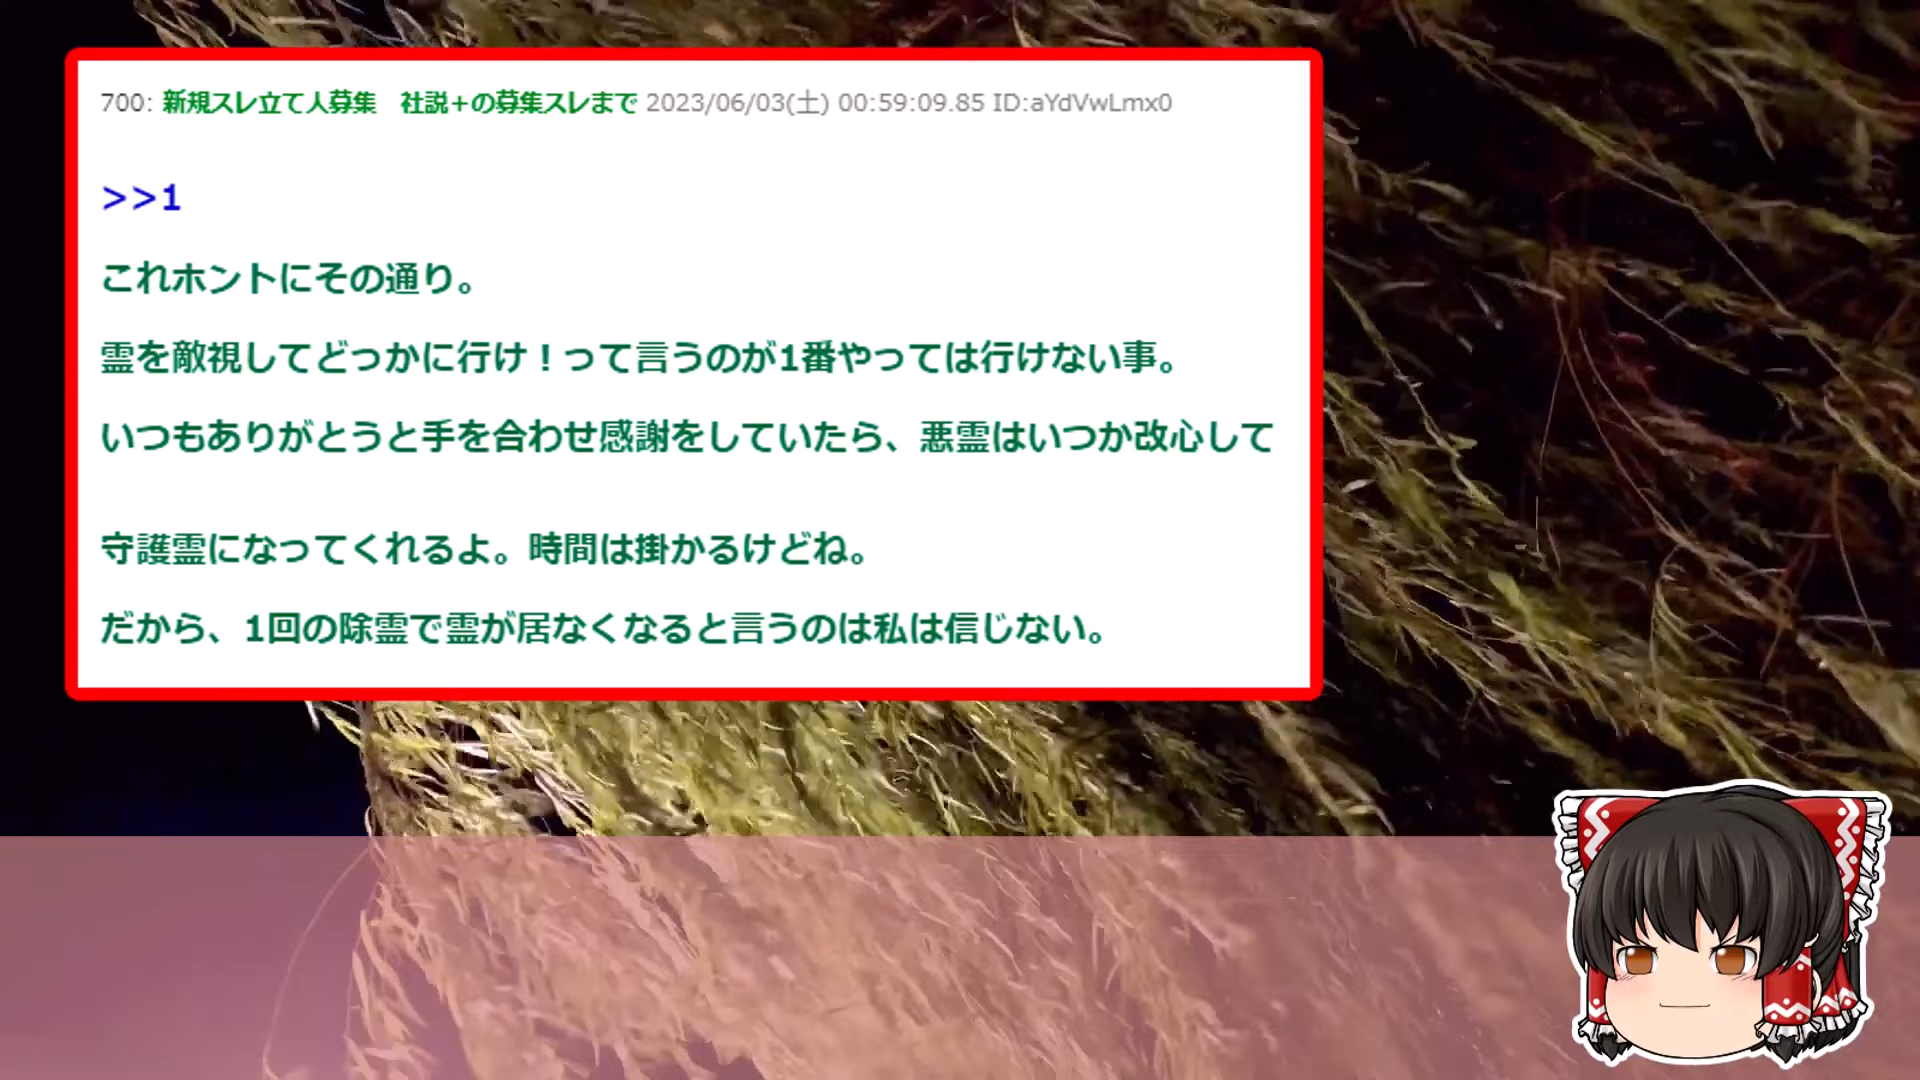 700: 新規スレ立て人募集　社説＋の募集スレまで 2023/06/03(土) 00:59:09.85 ID:aYdVwLmx0
>>1
これホントにその通り。
霊を敵視してどっかに行け！って言うのが1番やっては行けない事。
いつもありがとうと手を合わせ感謝をしていたら、悪霊はいつか改心して
守護霊になってくれるよ。時間は掛かるけどね。
だから、1回の除霊で霊が居なくなると言うのは私は信じない。